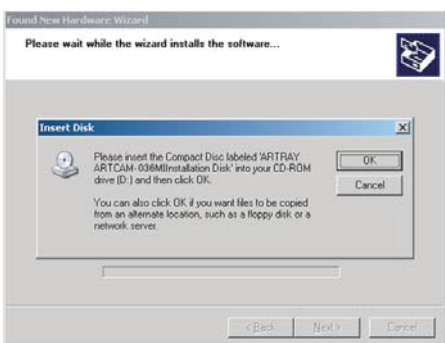 Found New Hardware Wizard
Please wait while the wizard installs the software...
Insert Disk
Please insert the Compact Disc labeled 'ARTRAY
ARTCAM-036MIInstallation Disk' into your CD-ROM
drive (D:) and then click OK.
You can also click OK if you want files to be copied
from an alternate location, such as a floppy disk or a
network server.
OK
Cancel
< Back
Next >
Cancel